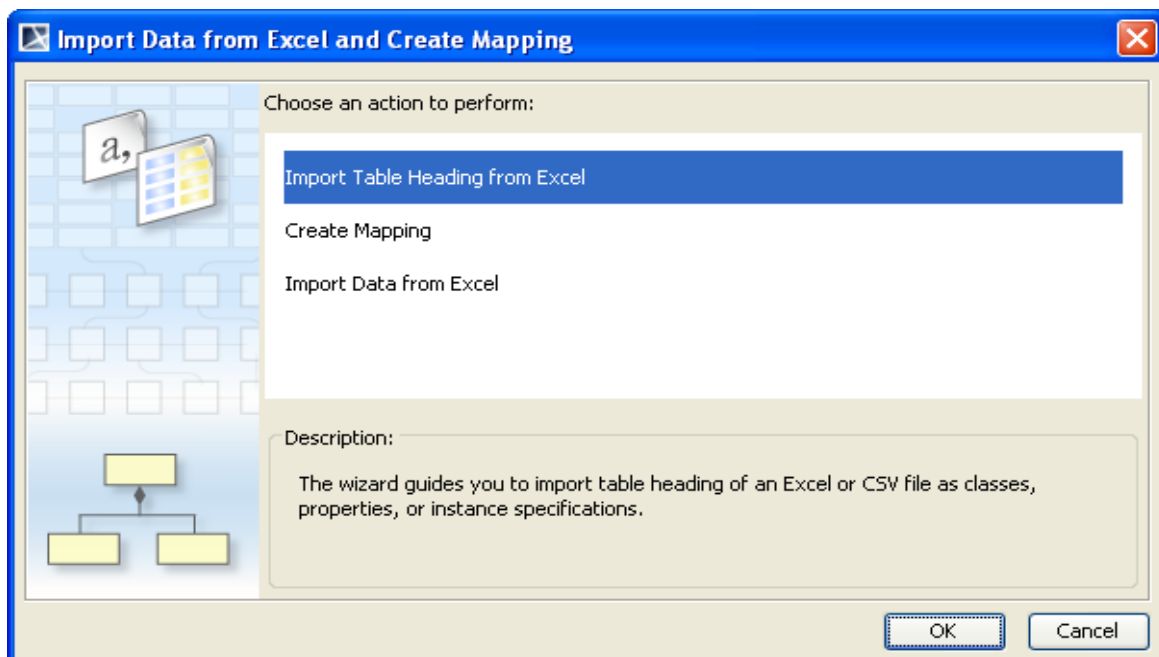 Import Data from Excel and Create Mapping
Choose an action to perform:
a,
Import Table Heading from Excel
Create Mapping
Import Data from Excel
Description:
The wizard guides you to import table heading of an Excel or CSV file as classes,
properties, or instance specifications.
OK
Cancel